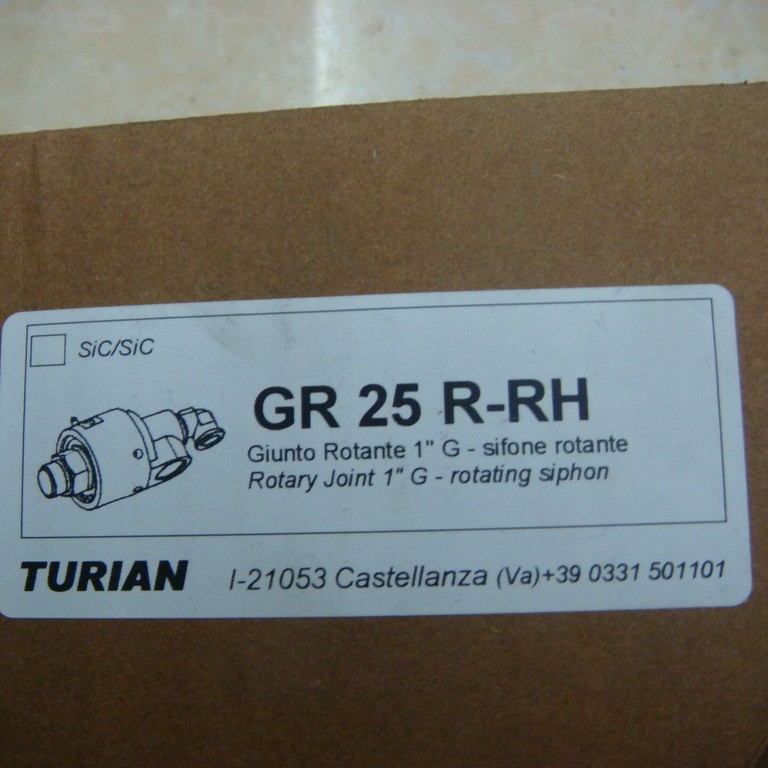 SiC/SiC
GR 25 R-RH
Giunto Rotante 1" G - sifone rotante
Rotary Joint 1" G - rotating siphon
TURIAN I-21053 Castellanza (Va)+39 0331 501101